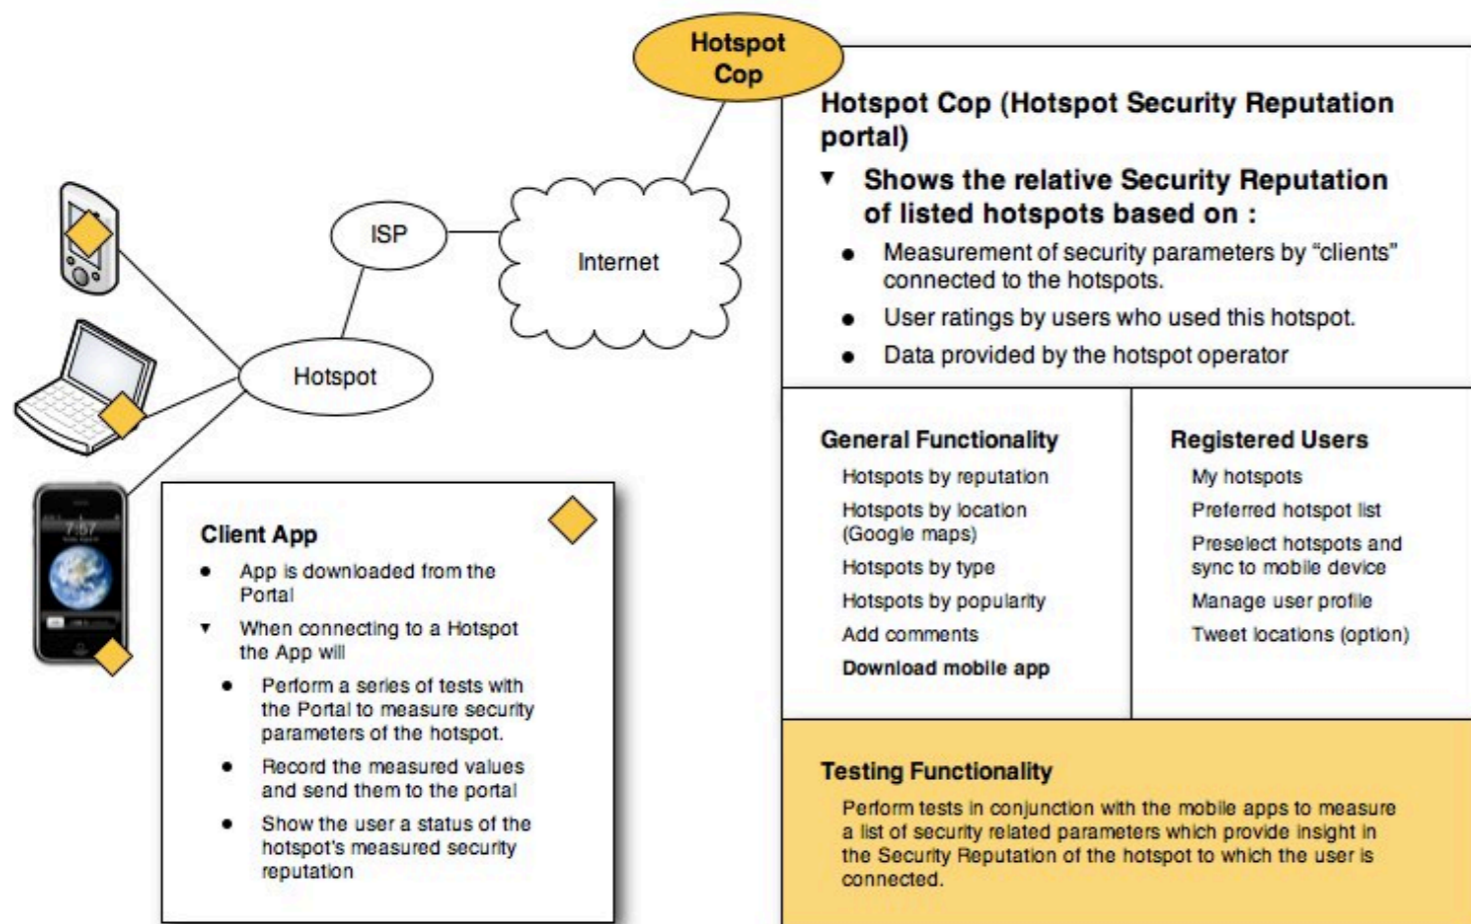 Hotspot
Cop
Hotspot Cop (Hotspot Security Reputation
portal)
▼ Shows the relative Security Reputation
of listed hotspots based on :
● Measurement of security parameters by “clients”
connected to the hotspots.
● User ratings by users who used this hotspot.
● Data provided by the hotspot operator
ISP
Internet
Hotspot
7:57
General Functionality
Hotspots by reputation
Hotspots by location
(Google maps)
Hotspots by type
Hotspots by popularity
Add comments
Download mobile app
Registered Users
My hotspots
Preferred hotspot list
Preselect hotspots and
sync to mobile device
Manage user profile
Tweet locations (option)
Client App
● App is downloaded from the
Portal
▼ When connecting to a Hotspot
the App will
● Perform a series of tests with
the Portal to measure security
parameters of the hotspot.
● Record the measured values
and send them to the portal
● Show the user a status of the
hotspot's measured security
reputation
Testing Functionality
Perform tests in conjunction with the mobile apps to measure
a list of security related parameters which provide insight in
the Security Reputation of the hotspot to which the user is
connected.